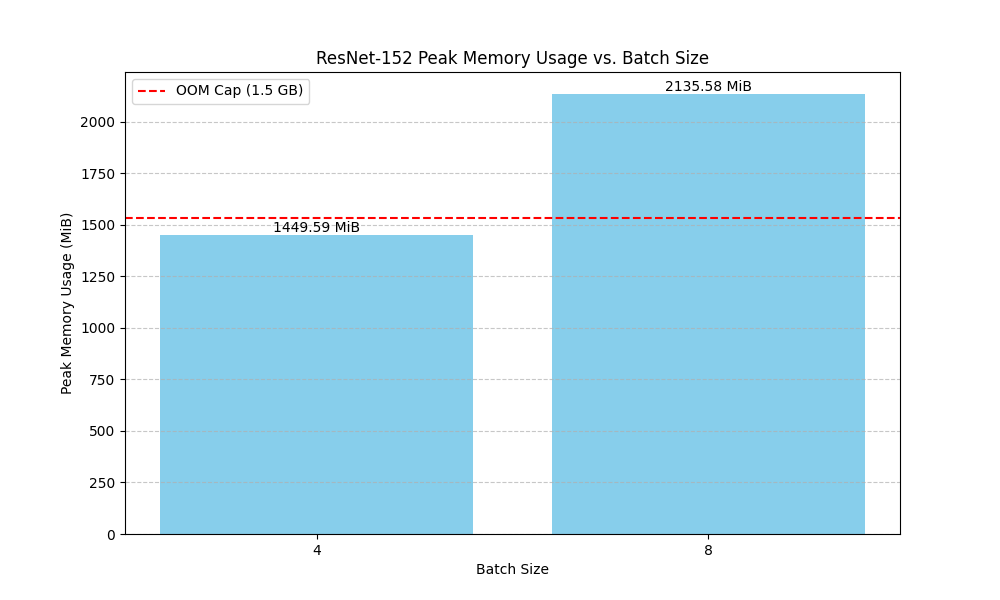 ResNet-152 Peak Memory Usage vs. Batch Size
OOM Cap (1.5 GB)
2135.58 MiB
1449.59 MiB
2000
1750
1500
1250
1000
750
500
250
0
Peak Memory Usage (MiB)
4
8
Batch Size